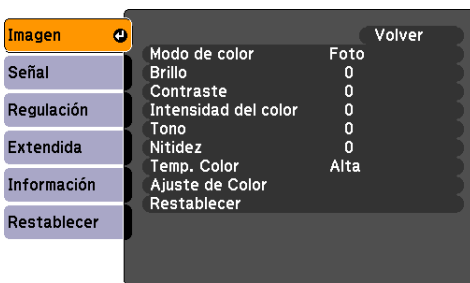 Imagen
Señal
Regulación
Extendida
Información
Restablecer
Volver
Modo de color Foto
Brillo 0
Contraste 0
Intensidad del color 0
Tono 0
Nitidez 0
Temp. Color Alta
Ajuste de Color
Restablecer